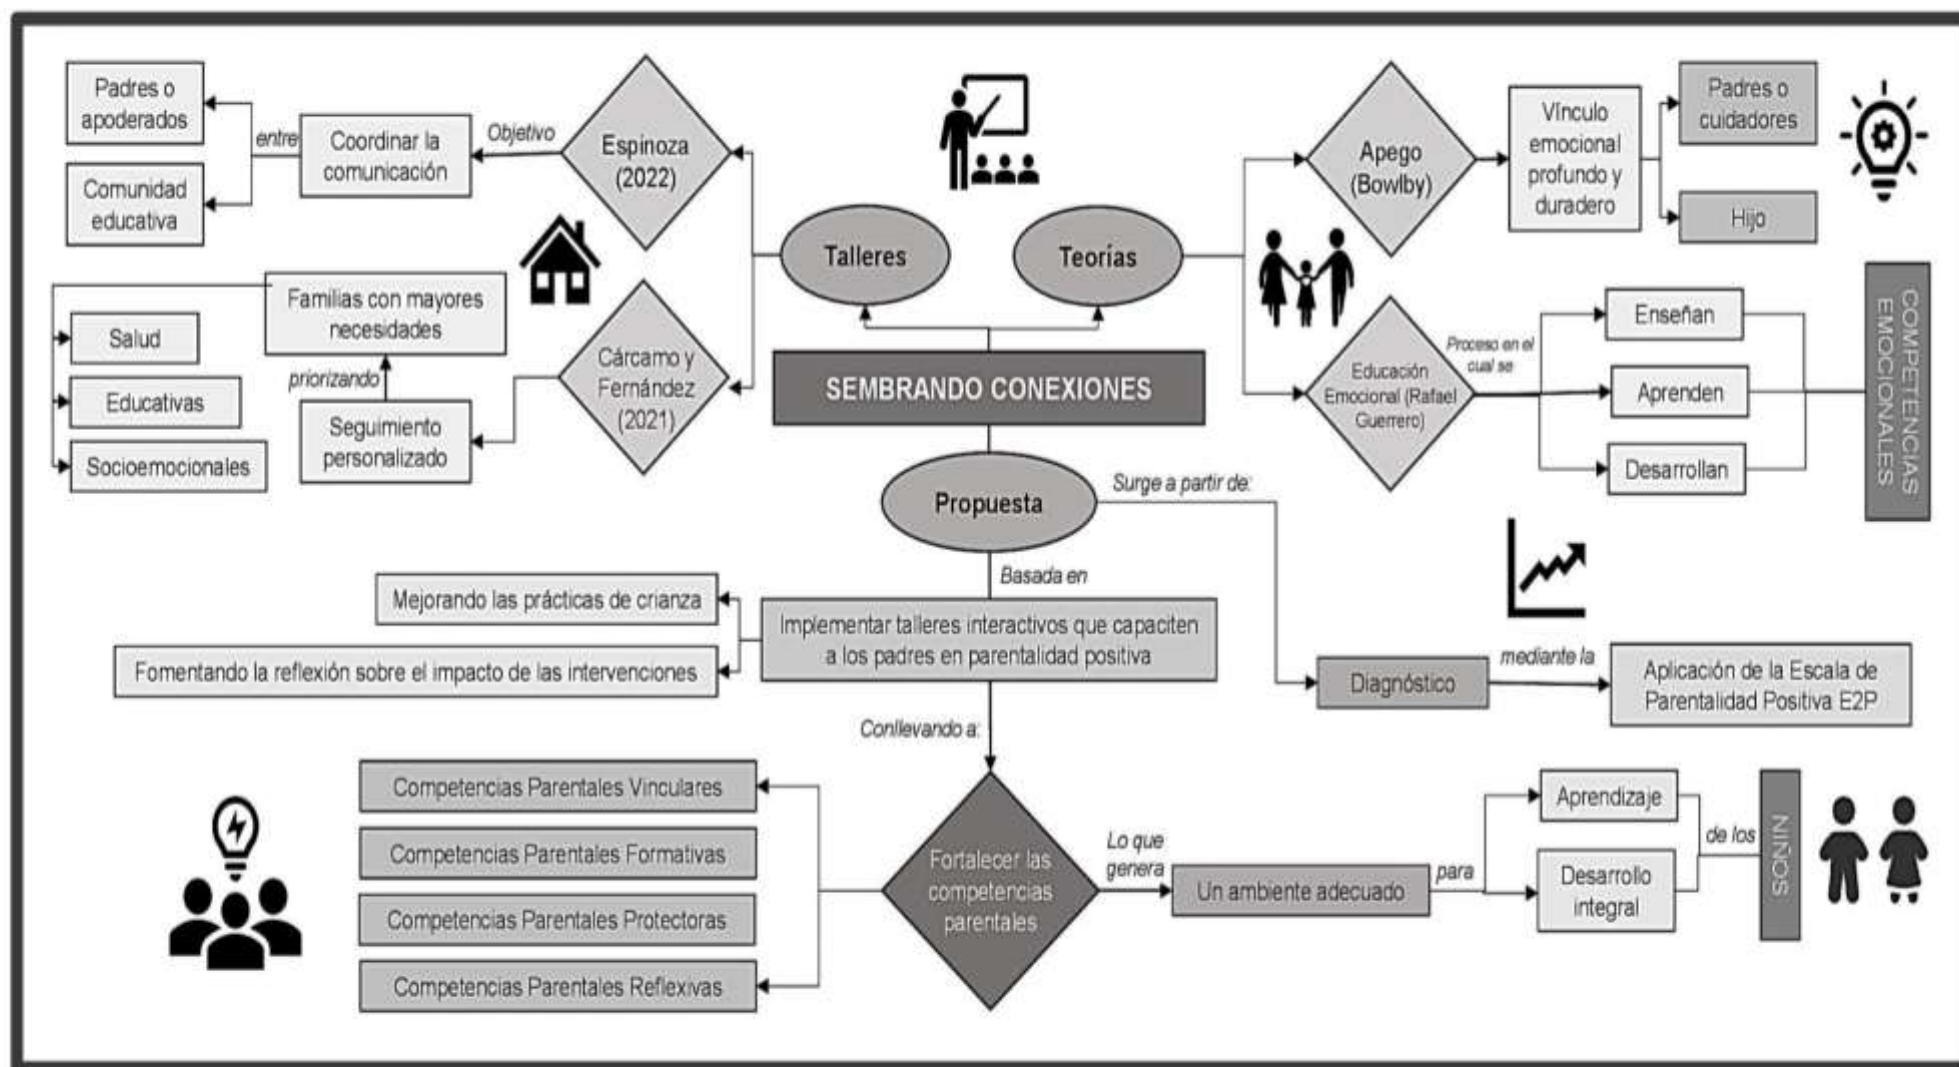 Padres o
apoderados
entre
Comunidad
educativa
Coordinar la
comunicación
Objetivo
Espinoza
(2022)
Talleres
Familias con mayores
necesidades
Salud
Educativas
Socioemocionales
priorizando
Seguimiento
personalizado
Cárcamo y
Fernández
(2021)
Teorías
Apego
(Bowlby)
Vínculo
emocional
profundo y
duradero
Padres o
cuidadores
Hijo
Educación
Emocional (Rafael
Guerrero)
Proceso en el
cual se
Enseñan
Aprenden
Desarrollan
COMPETENCIAS
EMOCIONALES
SEMBRANDO CONEXIONES
Propuesta
Surge a partir de:
Basada en
Mejorando las prácticas de crianza
Fomentando la reflexión sobre el impacto de las intervenciones
Implementar talleres interactivos que capaciten
a los padres en parentalidad positiva
Diagnóstico
mediante la
Aplicación de la Escala de
Parentalidad Positiva E2P
Conllevando a:
Competencias Parentales Vinculares
Competencias Parentales Formativas
Competencias Parentales Protectoras
Competencias Parentales Reflexivas
Fortalecer las
competencias
parentales
Lo que
genera
Un ambiente adecuado
para
Aprendizaje
Desarrollo
integral
de los
NIÑOS